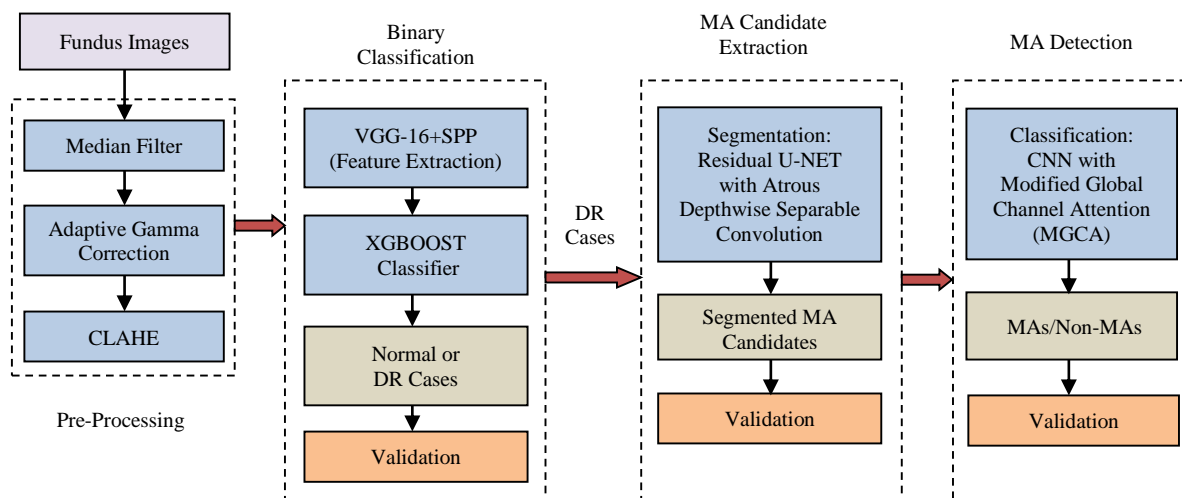 Fundus Images
Median Filter
Adaptive Gamma
Correction
CLAHE
Pre-Processing
Binary
Classification
VGG-16+SPP
(Feature Extraction)
XGBOOST
Classifier
Normal or
DR Cases
Validation
DR
Cases
MA Candidate
Extraction
Segmentation:
Residual U-NET
with Atrous
Depthwise Separable
Convolution
Segmented MA
Candidates
Validation
MA Detection
Classification:
CNN with
Modified Global
Channel Attention
(MGCA)
MAs/Non-MAs
Validation